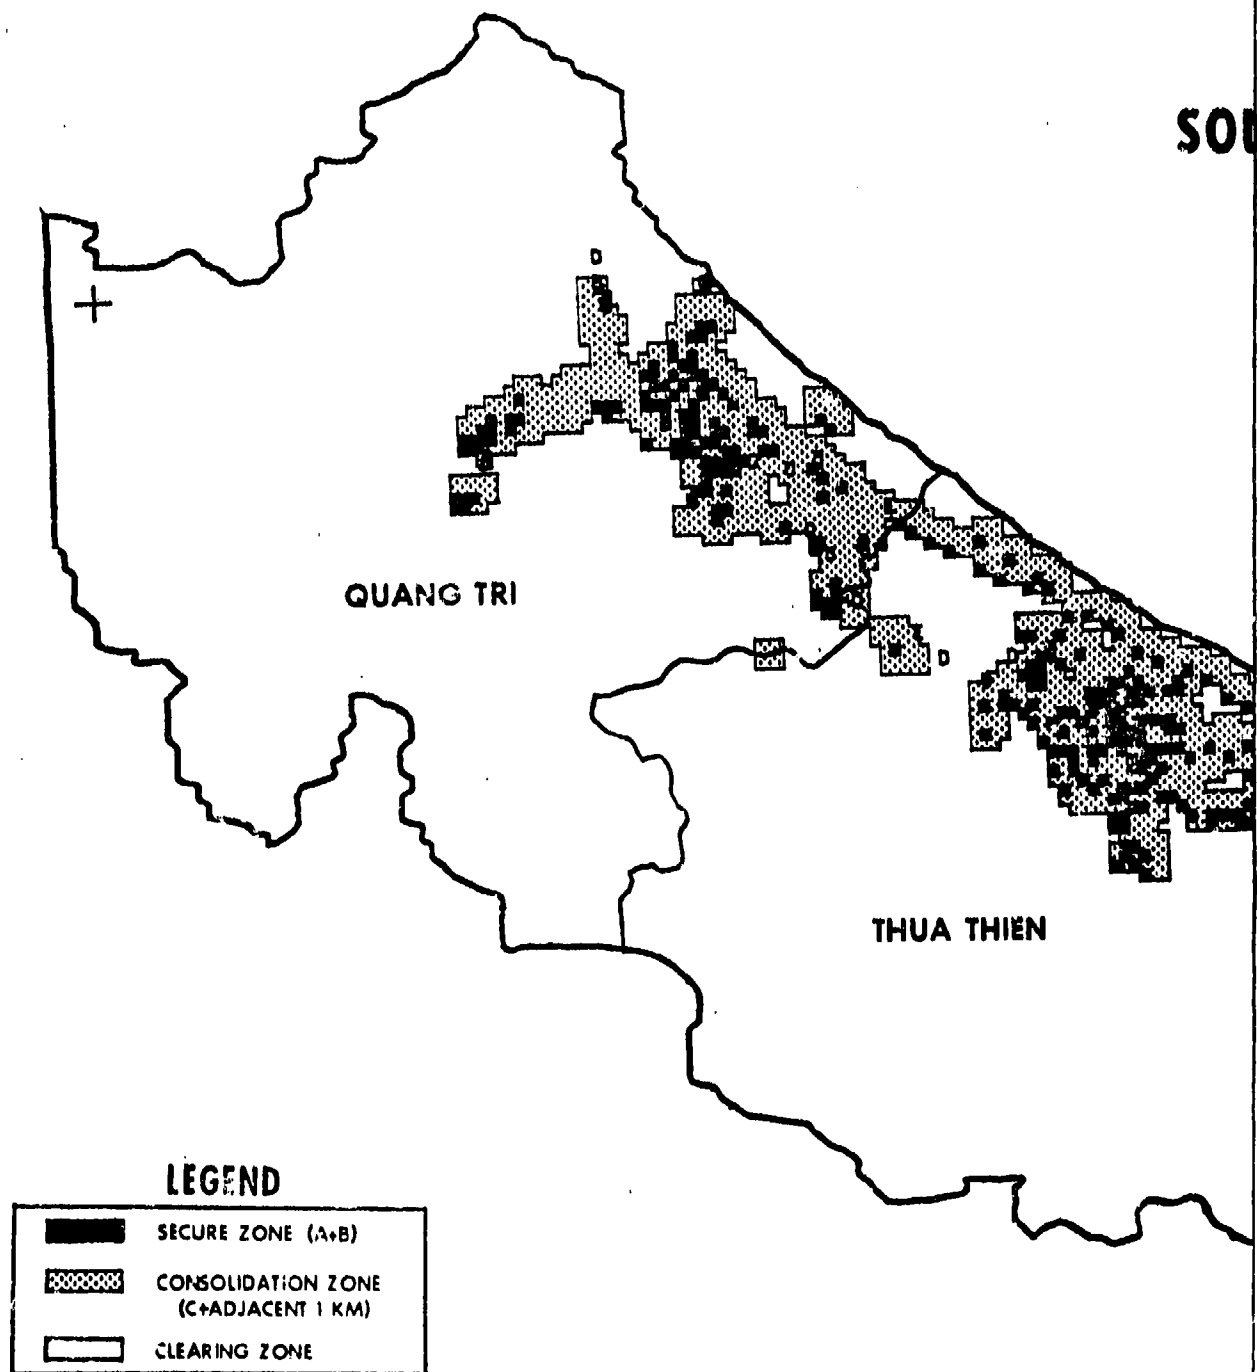 SOU
D
QUANG TRI
D
THUA THIEN
LEGEND
SECURE ZONE (A+B)
CONSOLIDATION ZONE
(C+ADJACENT 1 KM)
CLEARING ZONE